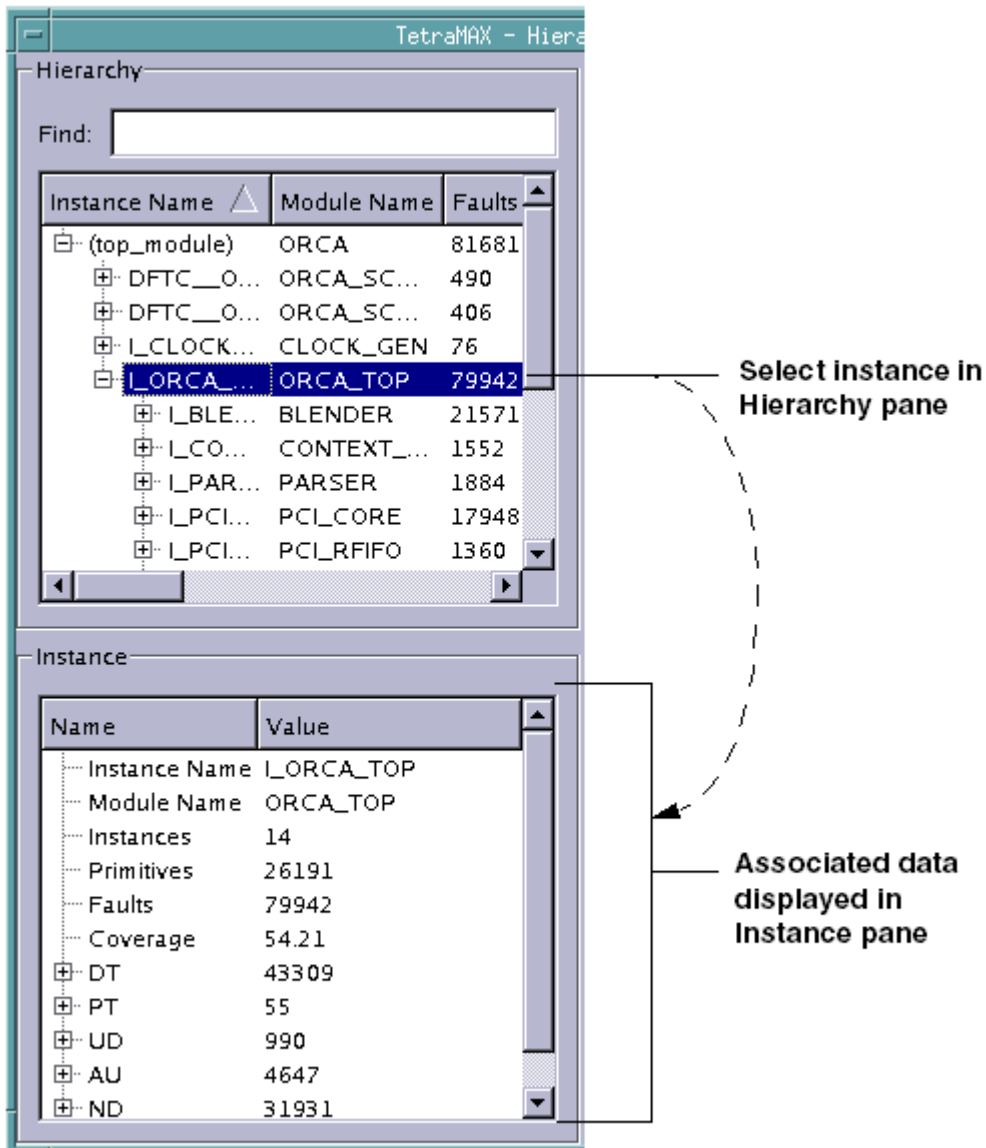 TetraMAX - Hiera
Hierarchy
Find:
Instance Name Module Name Faults
(top_module) ORCA 81681
DFTC__O... ORCA_SC... 490
DFTC__O... ORCA_SC... 406
I_CLOCK... CLOCK_GEN 76
I_ORCA_... ORCA_TOP 79942
I_BLE... BLENDER 21571
I_CO... CONTEXT_... 1552
I_PAR... PARSER 1884
I_PCI... PCI_CORE 17948
I_PCI... PCI_RFIFO 1360
Select instance in
Hierarchy pane
Instance
Name Value
Instance Name I_ORCA_TOP
Module Name ORCA_TOP
Instances 14
Primitives 26191
Faults 79942
Coverage 54.21
DT 43309
PT 55
UD 990
AU 4647
ND 31931
Associated data
displayed in
Instance pane